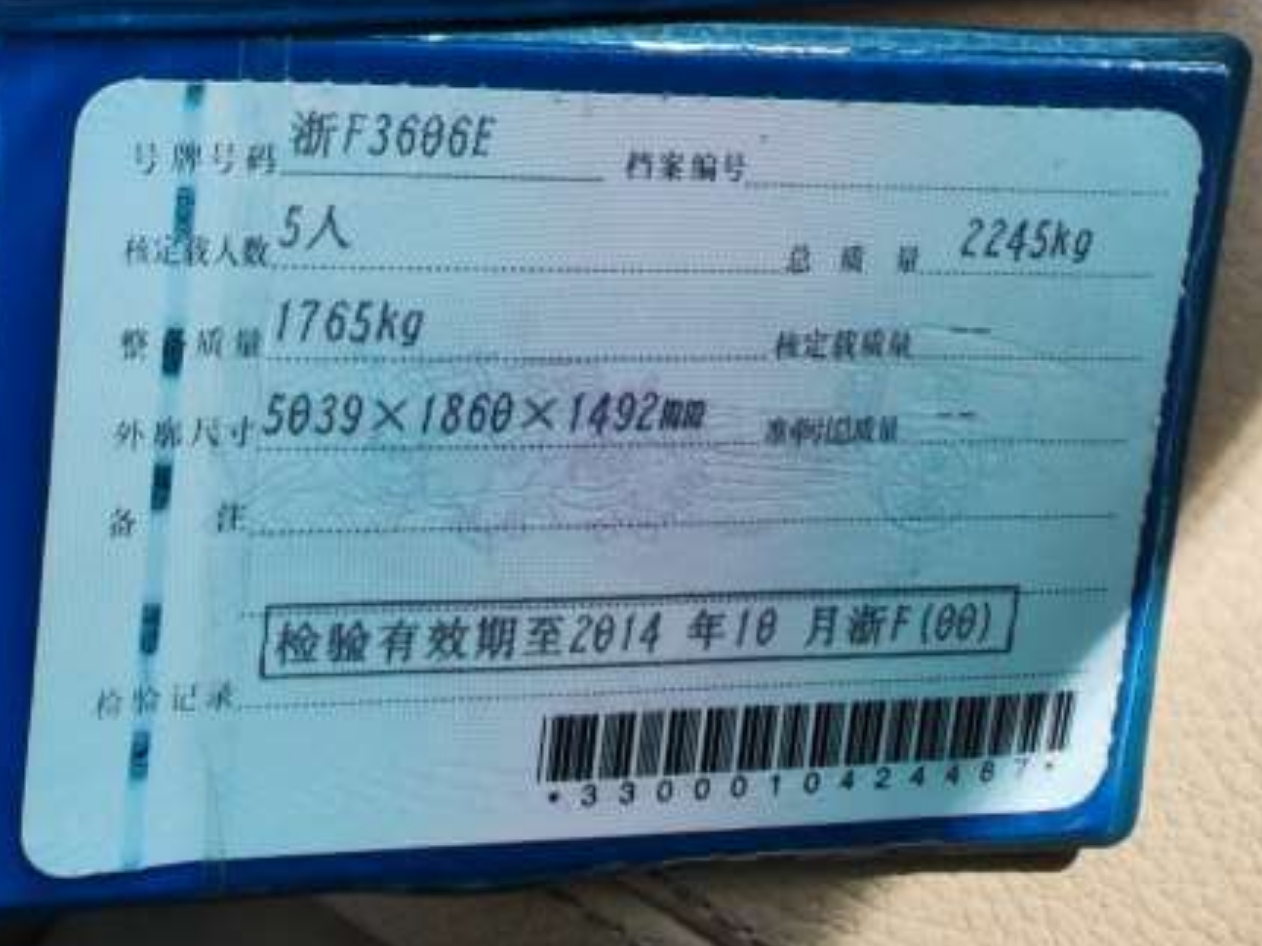 号牌号码 浙F3606E 档案编号
核定载人数 5人 总质量 2245kg
整备质量 1765kg 核定载质量 --
外廓尺寸 5039×1860×1492mm 准牵引总质量 --
备注
检验有效期至2014 年10 月浙F(00)
检验记录
*3300010424467*